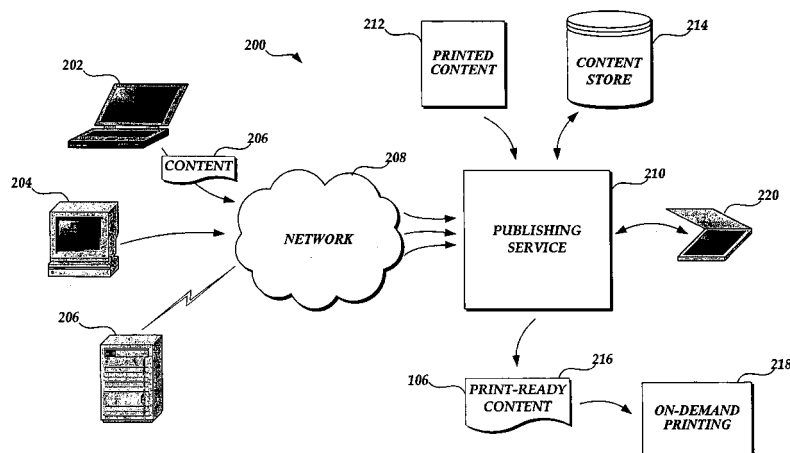 212
PRINTED
CONTENT
CONTENT
STORE
214
200
202
206
CONTENT
208
204
210
220
NETWORK
PUBLISHING
SERVICE
206
106
216
PRINT-READY
CONTENT
218
ON-DEMAND
PRINTING